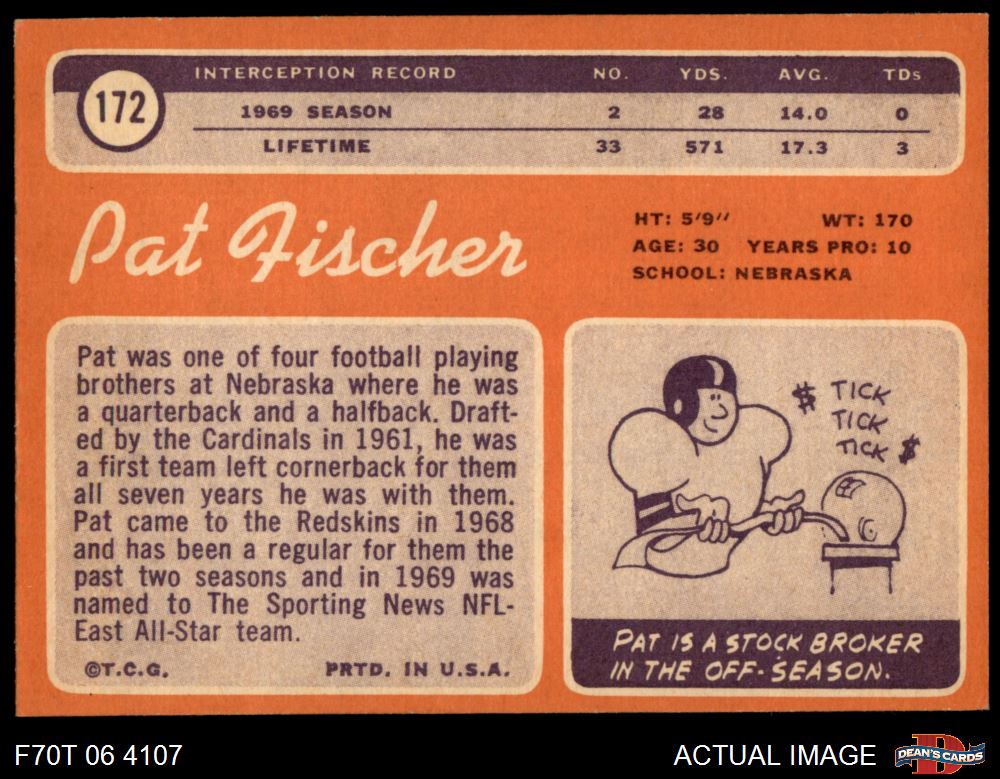 INTERCEPTION RECORD NO. YDS. AVG. TDs
172
1969 SEASON 2 28 14.0 0
LIFETIME 33 571 17.3 3
Pat Fischer
HT: 5'9" WT: 170
AGE: 30 YEARS PRO: 10
SCHOOL: NEBRASKA
Pat was one of four football playing
brothers at Nebraska where he was
a quarterback and a halfback. Draft-
ed by the Cardinals in 1961, he was
a first team left cornerback for them
all seven years he was with them.
Pat came to the Redskins in 1968
and has been a regular for them the
past two seasons and in 1969 was
named to The Sporting News NFL-
East All-Star team.
©T.C.G. PRTD. IN U.S.A.
$ TICK
TICK
TICK $
PAT IS A STOCK BROKER
IN THE OFF-SEASON.
F70T 06 4107
ACTUAL IMAGE
D
DEAN'S CARDS